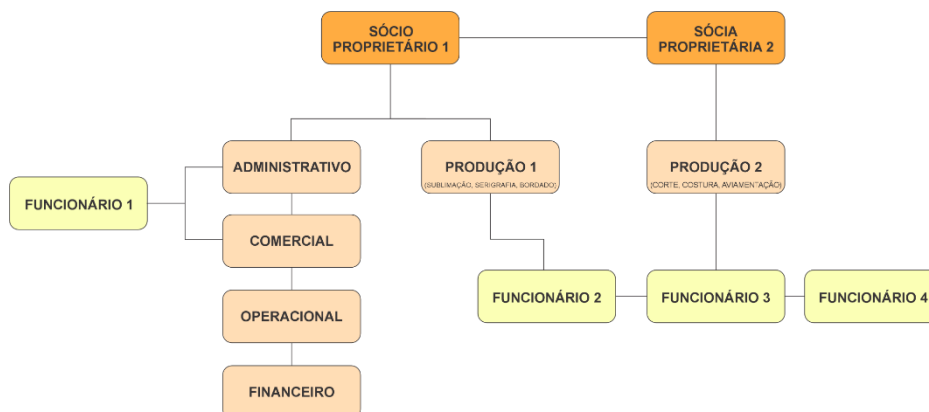 SÓCIO
PROPRIETÁRIO 1
SÓCIA
PROPRIETÁRIA 2
ADMINISTRATIVO
PRODUÇÃO 1
(SUBLIMAÇÃO, SERIGRAFIA, BORDADO)
PRODUÇÃO 2
(CORTE, COSTURA, AVIAMENTAÇÃO)
FUNCIONÁRIO 1
COMERCIAL
FUNCIONÁRIO 2
FUNCIONÁRIO 3
FUNCIONÁRIO 4
OPERACIONAL
FINANCEIRO